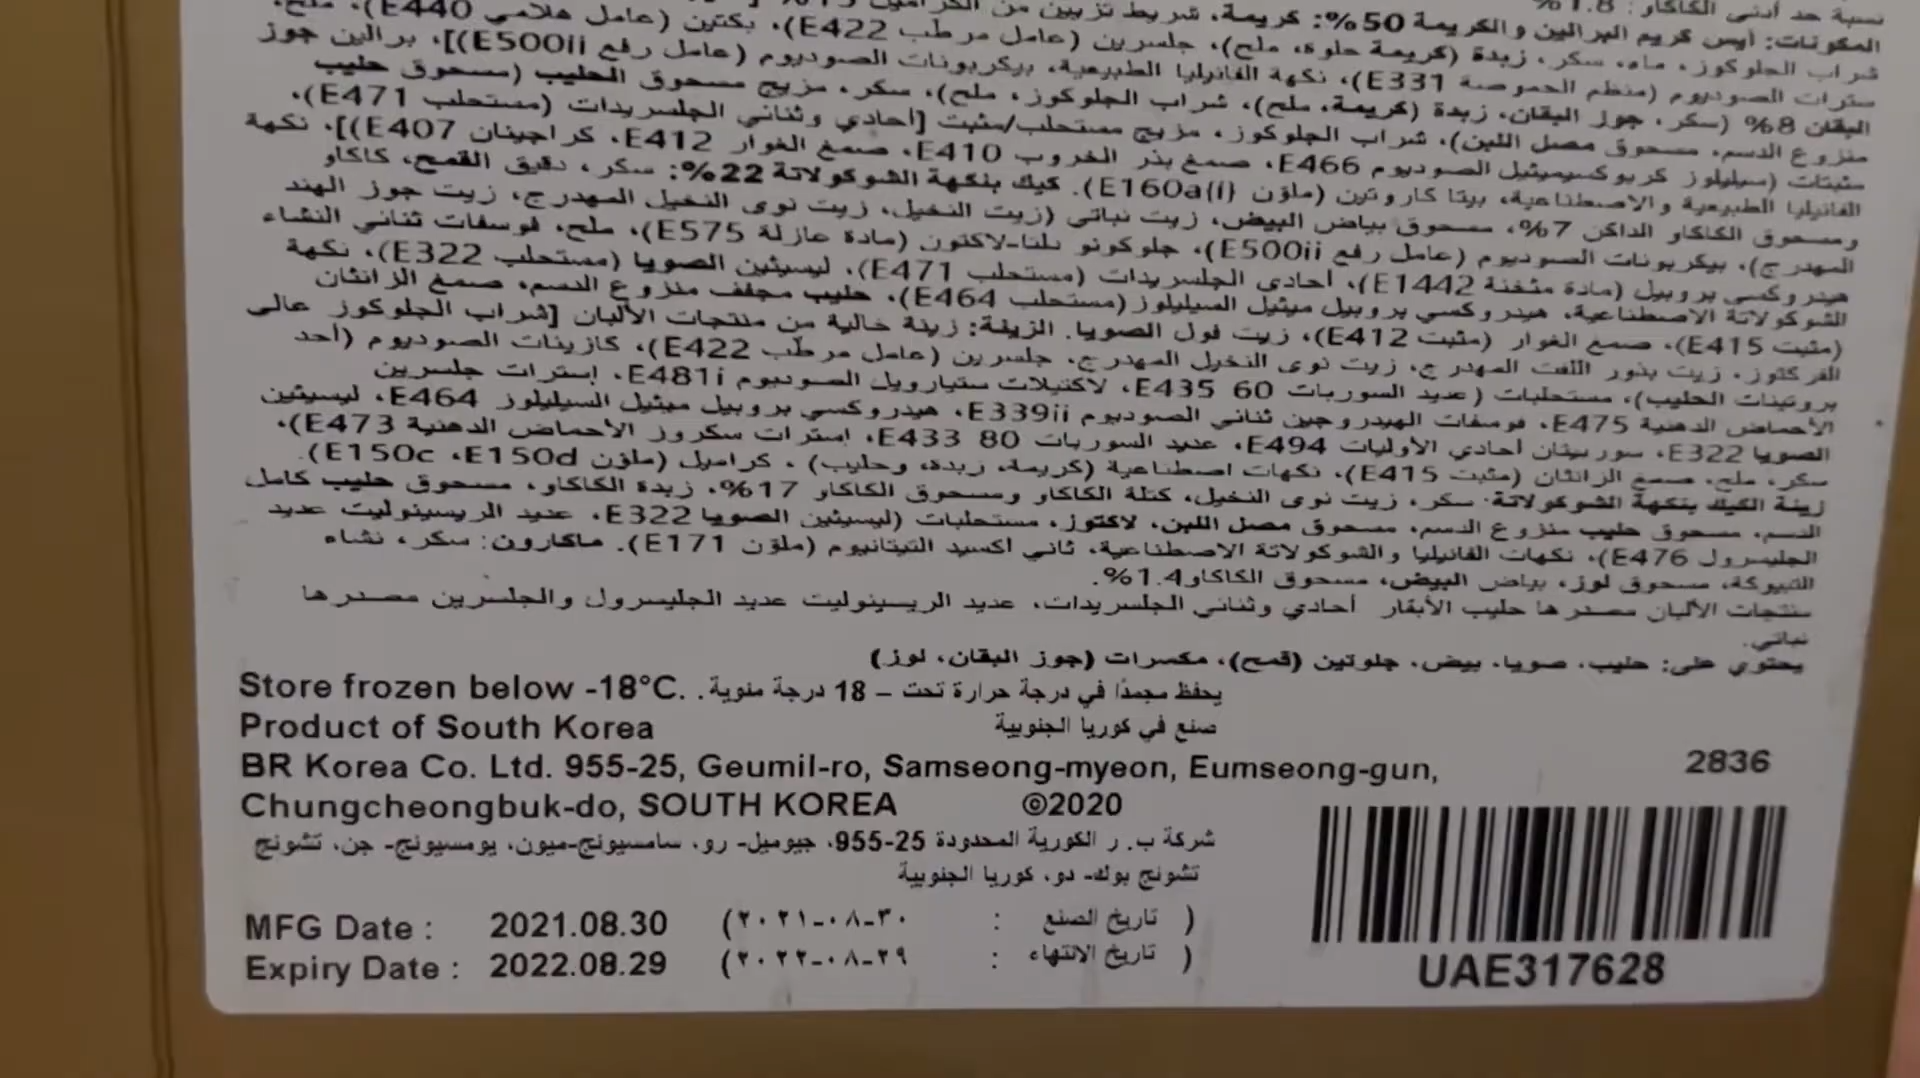 نسبة حد أدنى الكاكاو: 1.8%
المكونات: أيس كريم البرالين والكريمة 50%: كريمة، شريط تزيين من الكراميل
شراب الجلوكوز، ماء، سكر، زبدة (كريمة حلوة، ملح)، جلسرين (عامل مرطب E422)، بكتين (عامل هلامي E440)، ملح،
سترات الصوديوم (منظم الحموضة E331)، نكهة الفانيليا الطبيعية، بيكربونات الصوديوم (عامل رفع E500ii)]، برالين جوز
البقان 8% (سكر، جوز البقان، زبدة (كريمة، ملح)، شراب الجلوكوز، ملح)، سكر، مزيج مسحوق الحليب (مسحوق حليب
منزوع الدسم، مسحوق مصل اللبن)، شراب الجلوكوز، مزيج مستحلب/مثبت [أحادي وثنائي الجلسريدات (مستحلب E471)،
مثبتات (سيليلوز كربوكسيميثيل الصوديوم E466، صمغ بذر الخروب E410، صمغ الغوار E412، كراجينان E407)]، نكهة
الفانيليا الطبيعية والاصطناعية، بيتا كاروتين (ملوّن E160a{i}). كيك بنكهة الشوكولاتة 22%: سكر، دقيق القمح، كاكاو
ومسحوق الكاكاو الداكن 7%، مسحوق بياض البيض، زيت نباتي (زيت النخيل، زيت نوى النخيل المهدرج، زيت جوز الهند
المهدرج)، بيكربونات الصوديوم (عامل رفع E500ii)، جلوكونو دلتا-لاكتون (مادة عازلة E575)، ملح، فوسفات ثنائي النشاء
هيدروكسي بروبيل (مادة مثخنة E1442)، أحادي الجلسريدات (مستحلب E471)، ليسيثين الصويا (مستحلب E322)، نكهة
الشوكولاتة الاصطناعية، هيدروكسي بروبيل ميثيل السيليلوز (مستحلب E464)، حليب مجفف منزوع الدسم، صمغ الزانثان
(مثبت E415)، صمغ الغوار (مثبت E412)، زيت فول الصويا. الزينة: زينة خالية من منتجات الألبان [شراب الجلوكوز عالي
الفركتوز، زيت بذور اللفت المهدرج، زيت نوى النخيل المهدرج، جلسرين (عامل مرطّب E422)، كازينات الصوديوم (أحد
بروتينات الحليب)، مستحلبات (عديد السوربات 60 E435، لاكتيلات ستيارويل الصوديوم E481i، إسترات جلسرين
الأحماض الدهنية E475، فوسفات الهيدروجين ثنائي الصوديوم E339ii، هيدروكسي بروبيل ميثيل السيليلوز E464، ليسيثين
الصويا E322، سوربيتان أحادي الأوليات E494، عديد السوربات 80 E433، إسترات سكروز الأحماض الدهنية E473)،
سكر، ملح، صمغ الزانثان (مثبت E415)، نكهات اصطناعية (كريمة، زبدة، وحليب) ، كراميل (ملوّن E150c ،E150d).
زينة الكيك بنكهة الشوكولاتة: سكر، زيت نوى النخيل، كتلة الكاكاو ومسحوق الكاكاو 17%، زبدة الكاكاو، مسحوق حليب كامل
الدسم، مسحوق حليب منزوع الدسم، مسحوق مصل اللبن، لاكتوز، مستحلبات (ليسيثين الصويا E322، عديد الريسينوليت عديد
الجليسرول E476)، نكهات الفانيليا والشوكولاتة الاصطناعية، ثاني أكسيد التيتانيوم (ملوّن E171). ماكارون: سكر، نشاء
التبيوكة، مسحوق لوز، بياض البيض، مسحوق الكاكاو1.4%.
منتجات الألبان مصدرها حليب الأبقار أحادي وثنائي الجلسريدات، عديد الريسينوليت عديد الجليسرول والجلسرين مصدرها
نباتي.
يحتوي على: حليب، صويا، بيض، جلوتين (قمح)، مكسرات (جوز البقان، لوز)
Store frozen below -18°C. يحفظ مجمدًا في درجة حرارة تحت – 18 درجة مئوية.
Product of South Korea صنع في كوريا الجنوبية
BR Korea Co. Ltd. 955-25, Geumil-ro, Samseong-myeon, Eumseong-gun,
2836
Chungcheongbuk-do, SOUTH KOREA ©2020
شركة ب. ر الكورية المحدودة 25-955، جيوميل- رو، سامسيونج-ميون، يومسيونج- جن، تشونج
تشونج بوك- دو، كوريا الجنوبية
MFG Date : 2021.08.30 ( تاريخ الصنع : ٣٠-٠٨-٢٠٢١)
Expiry Date : 2022.08.29 ( تاريخ الانتهاء : ٢٩-٠٨-٢٠٢٢)
UAE317628